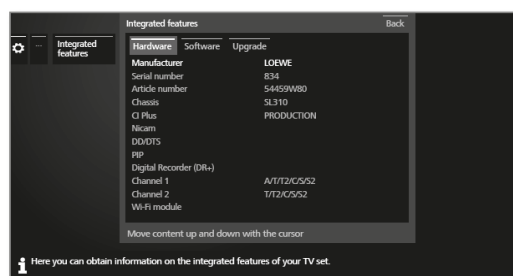 Integrated features Back
... Integrated
features
Hardware Software Upgrade
Manufacturer LOEWE
Serial number 834
Article number 54459W80
Chassis SL310
CI Plus PRODUCTION
Nicam
DD/DTS
PIP
Digital Recorder (DR+)
Channel 1 A/T/T2/C/S/S2
Channel 2 T/T2/C/S/S2
Wi-Fi module
Move content up and down with the cursor
i Here you can obtain information on the integrated features of your TV set.